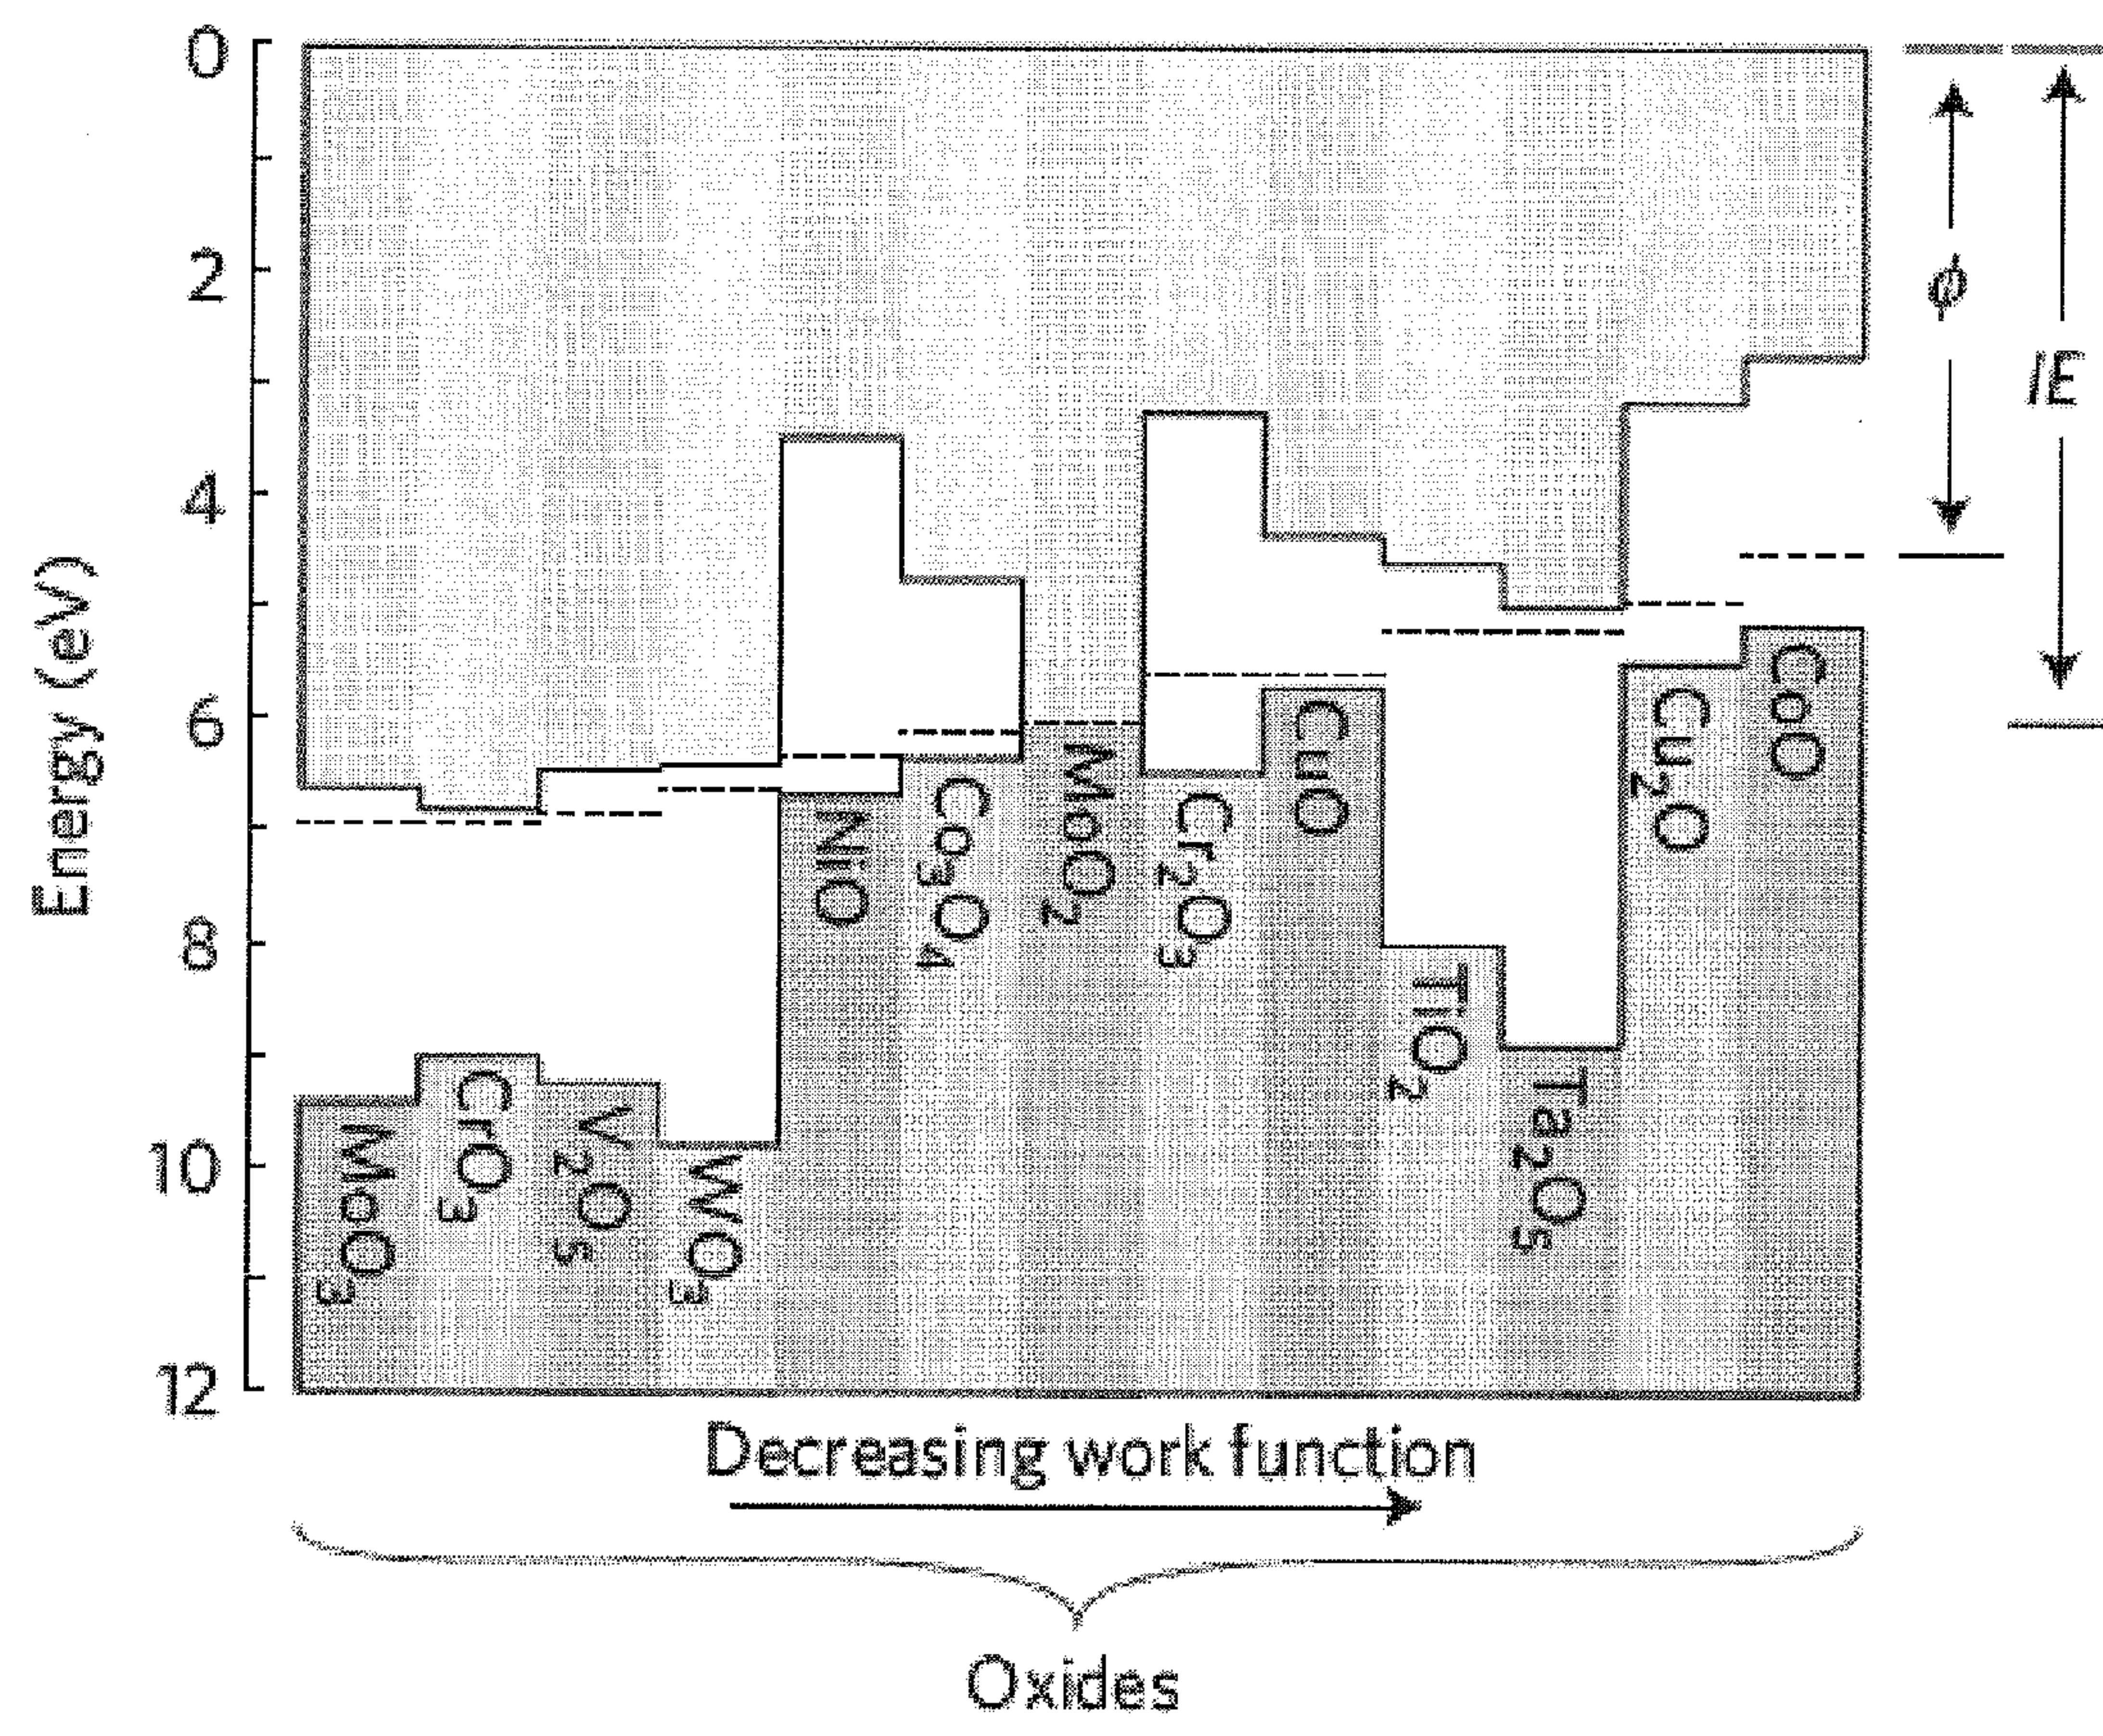 0
2
4
6
8
10
12
Energy (eV)
MoO3
CrO3
V2O5
WO3
NiO
Co3O4
MoO2
Cr2O3
CuO
TiO2
Ta2O5
Cu2O
CoO
ϕ
IE
Decreasing work function
Oxides